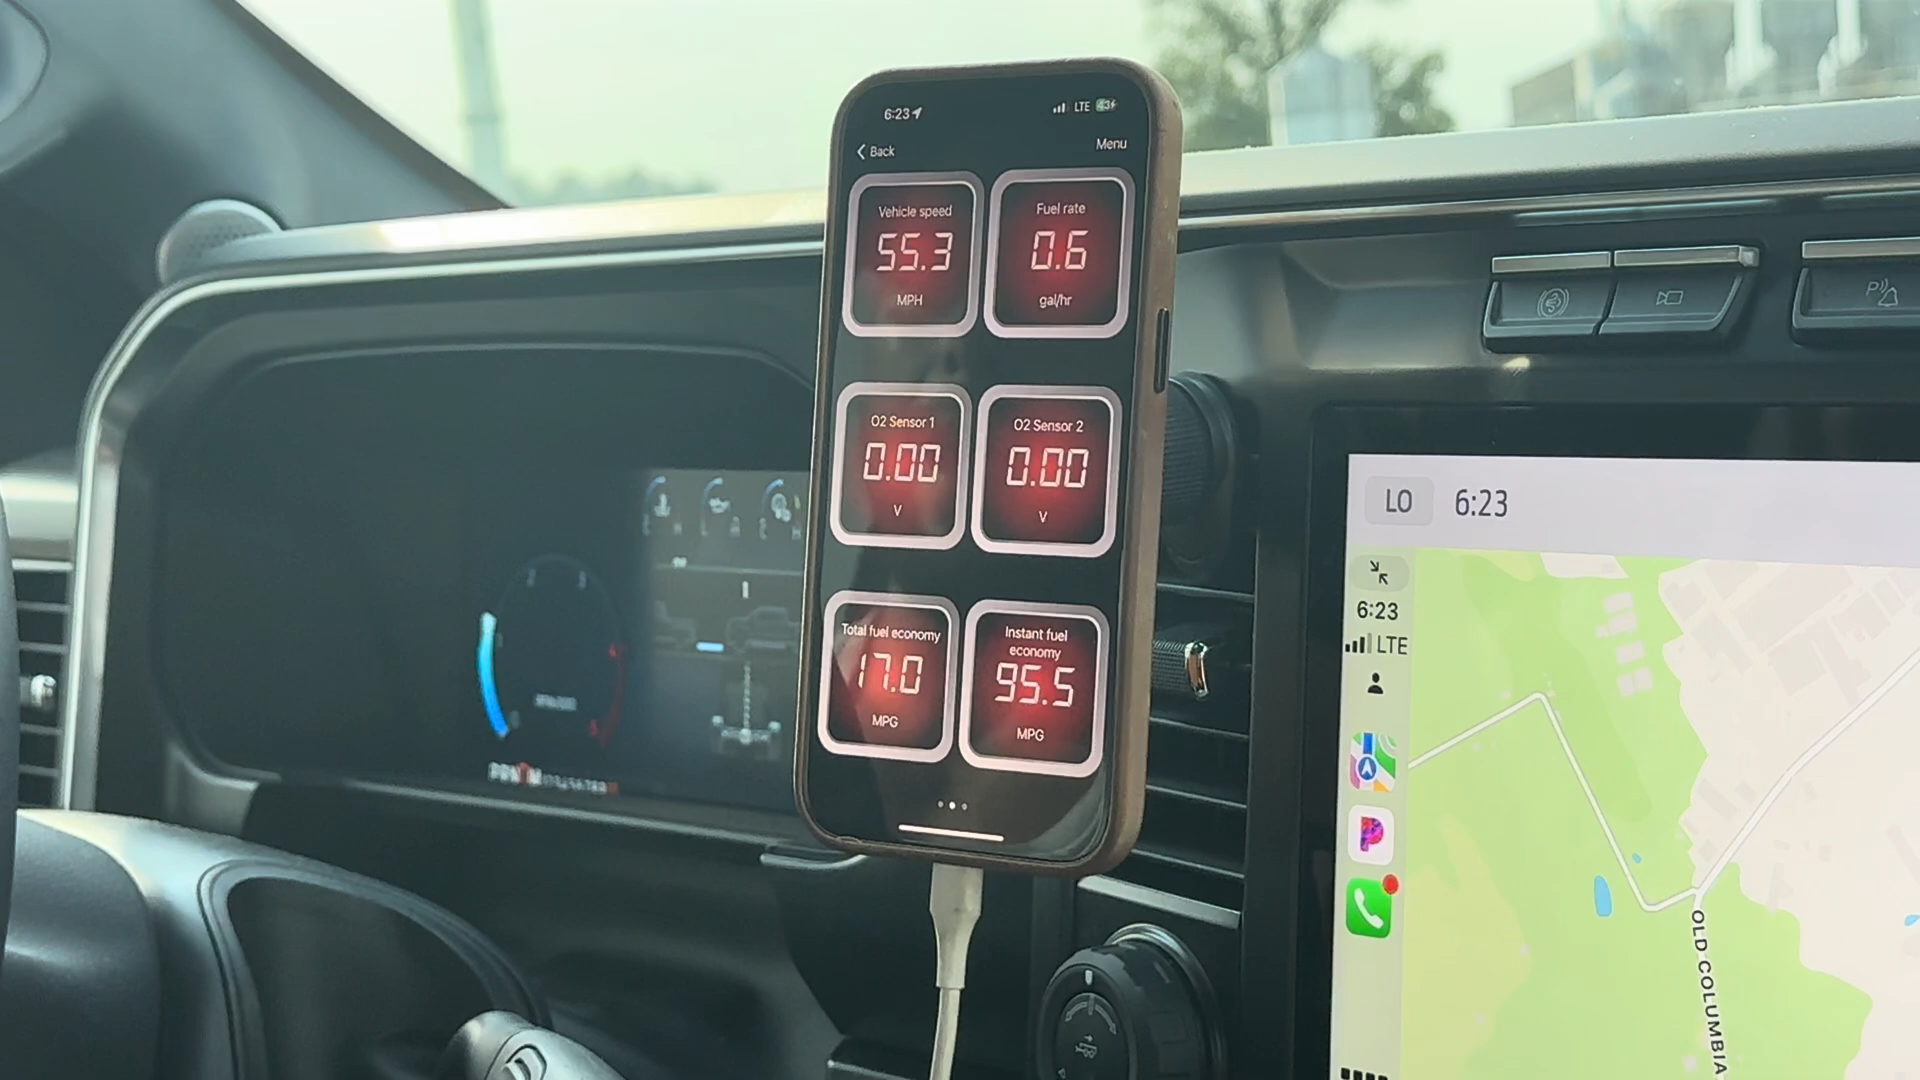 6:23
LTE 43
Back
Menu
Vehicle speed
55.3
MPH
Fuel rate
0.6
gal/hr
O2 Sensor 1
0.00
V
O2 Sensor 2
0.00
V
Total fuel economy
17.0
MPG
Instant fuel
economy
95.5
MPG
LO 6:23
6:23
LTE
OLD COLUMBIA
P